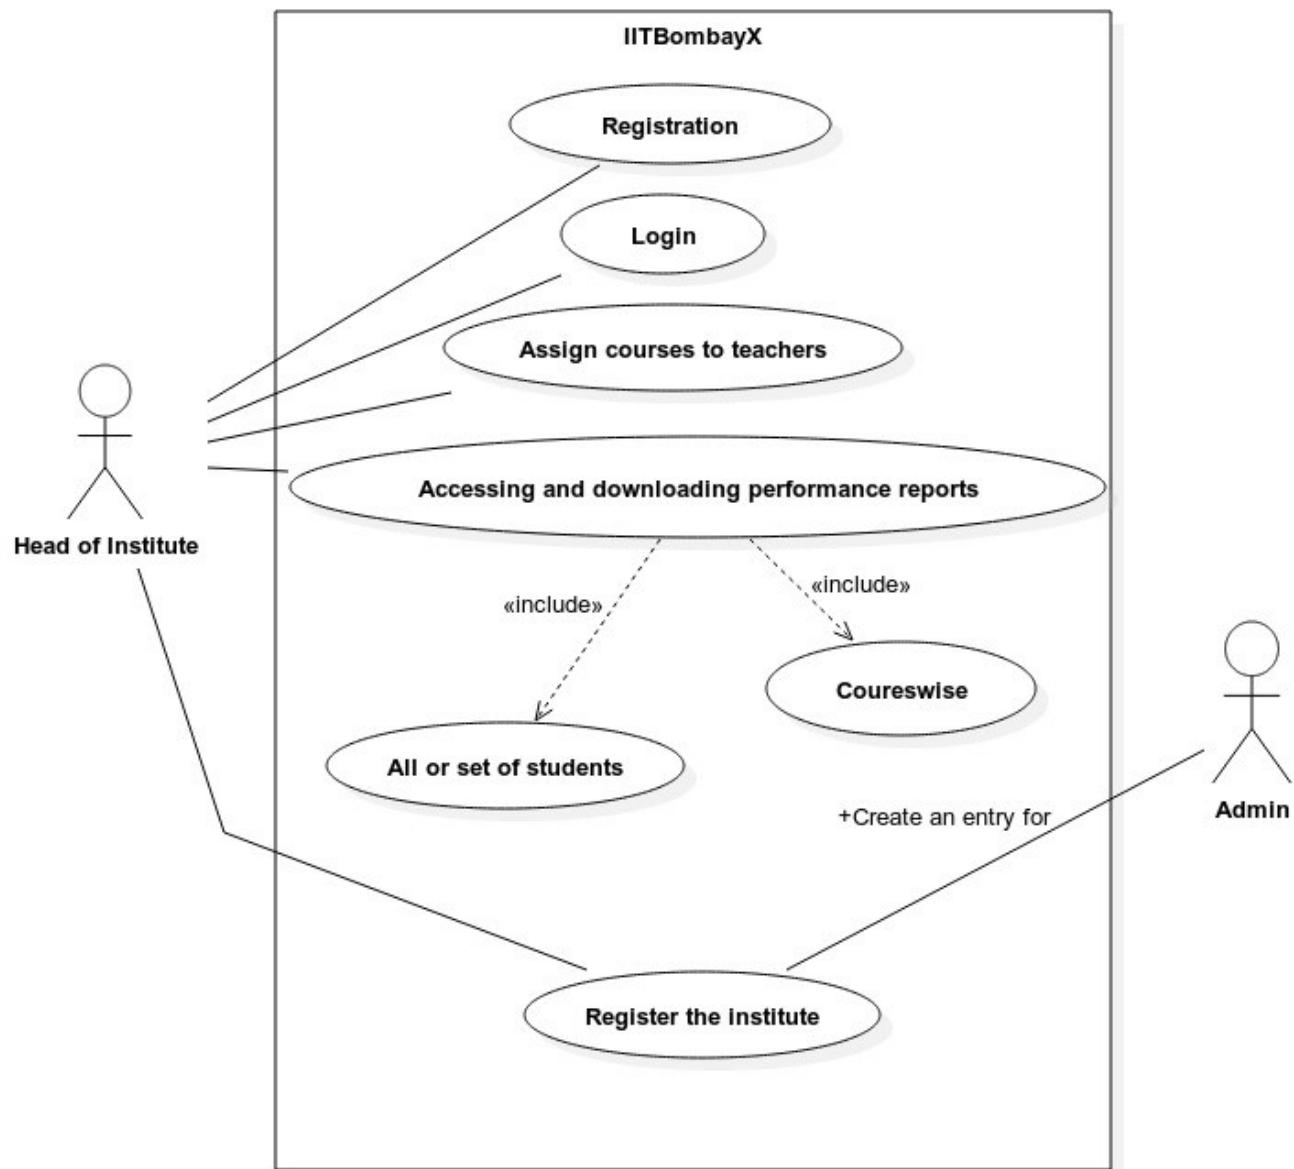 IITBombayX
Registration
Login
Assign courses to teachers
Accessing and downloading performance reports
Head of Institute
«include»
«include»
Coureswise
All or set of students
+Create an entry for
Admin
Register the institute